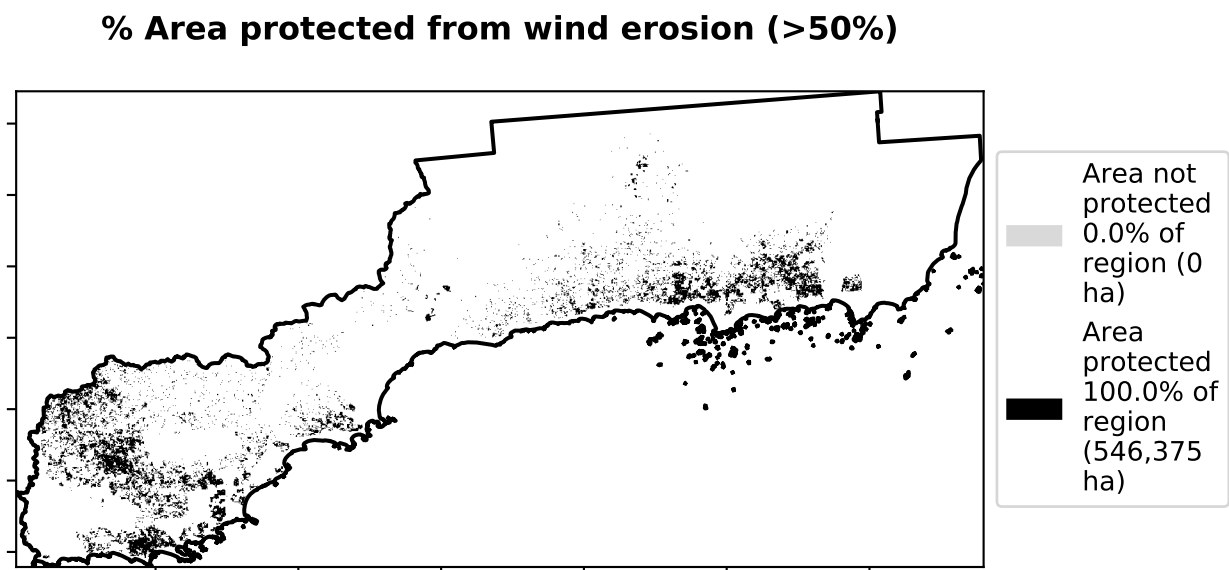 % Area protected from wind erosion (>50%)
Area not
protected
0.0% of
region (0
ha)
Area
protected
100.0% of
region
(546,375
ha)